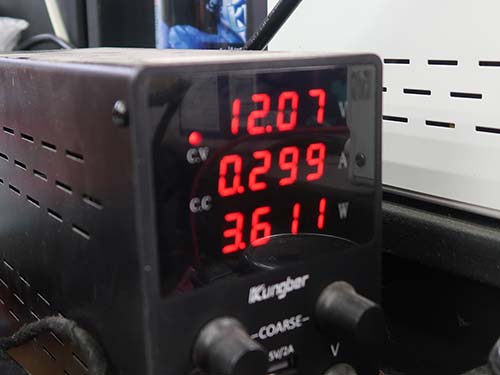 12.07 V
C.V
0.299 A
C.C
3.611 W
Kungber
-COARSE-
5V/2A
V